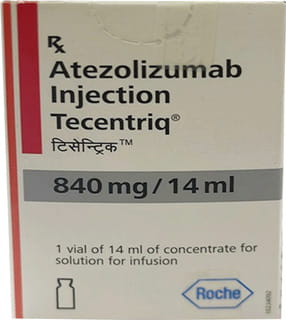 Rx
Atezolizumab
Injection
Tecentriq®
टिसेन्ट्रिक™
840 mg/14 ml
1 vial of 14 ml of concentrate for
solution for infusion
Roche